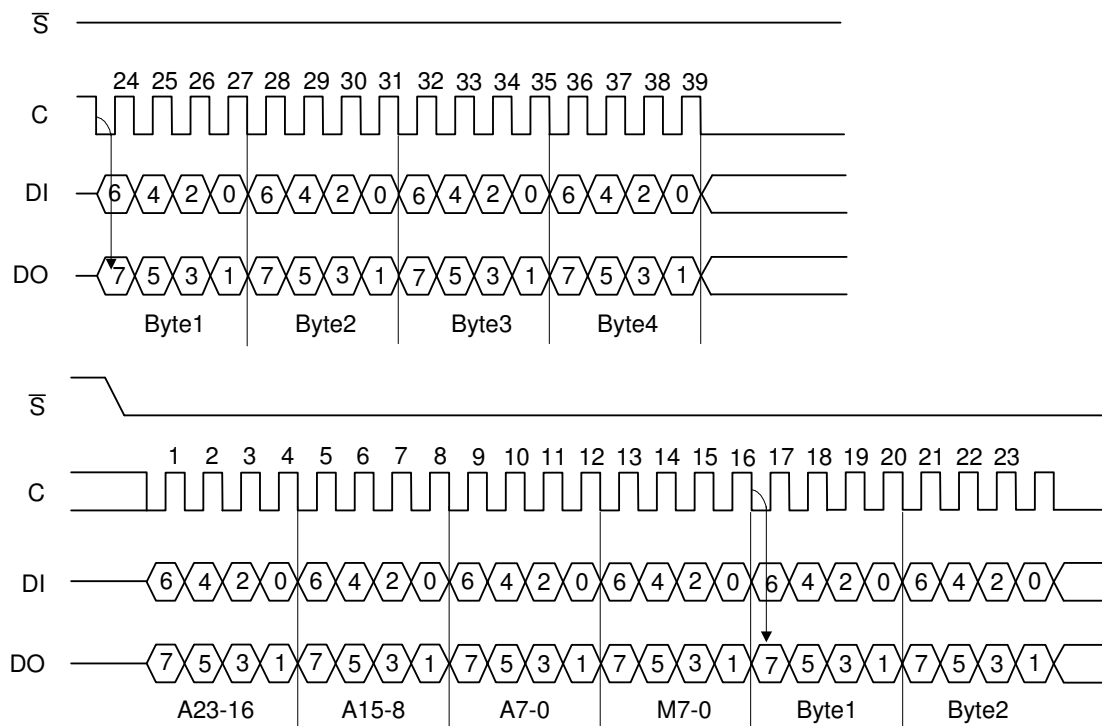 S
24 25 26 27 28 29 30 31 32 33 34 35 36 37 38 39
C
DI 6 4 2 0 6 4 2 0 6 4 2 0 6 4 2 0
DO 7 5 3 1 7 5 3 1 7 5 3 1 7 5 3 1
Byte1 Byte2 Byte3 Byte4
S
1 2 3 4 5 6 7 8 9 10 11 12 13 14 15 16 17 18 19 20 21 22 23
C
DI 6 4 2 0 6 4 2 0 6 4 2 0 6 4 2 0 6 4 2 0 6 4 2 0
DO 7 5 3 1 7 5 3 1 7 5 3 1 7 5 3 1 7 5 3 1 7 5 3 1
A23-16 A15-8 A7-0 M7-0 Byte1 Byte2